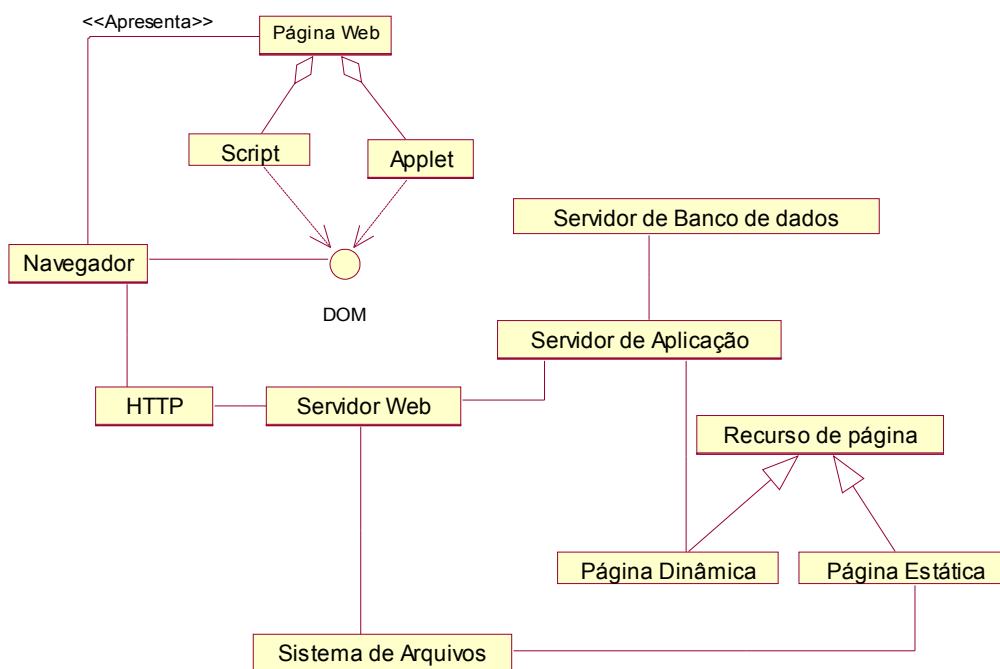 <<Apresenta>>
Página Web
Script
Applet
Servidor de Banco de dados
Navegador
DOM
Servidor de Aplicação
HTTP
Servidor Web
Recurso de página
Página Dinâmica
Página Estática
Sistema de Arquivos